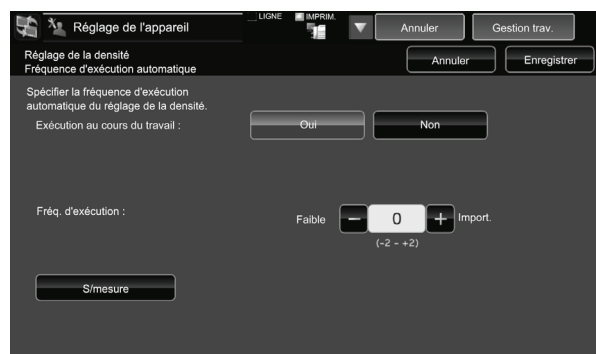 Réglage de l'appareil
LIGNE
IMPRIM.
Annuler
Gestion trav.
Réglage de la densité
Fréquence d'exécution automatique
Annuler
Enregistrer
Spécifier la fréquence d'exécution
automatique du réglage de la densité.
Exécution au cours du travail :
Oui
Non
Fréq. d'exécution :
Faible
−
0
+
Import.
(-2 - +2)
S/mesure